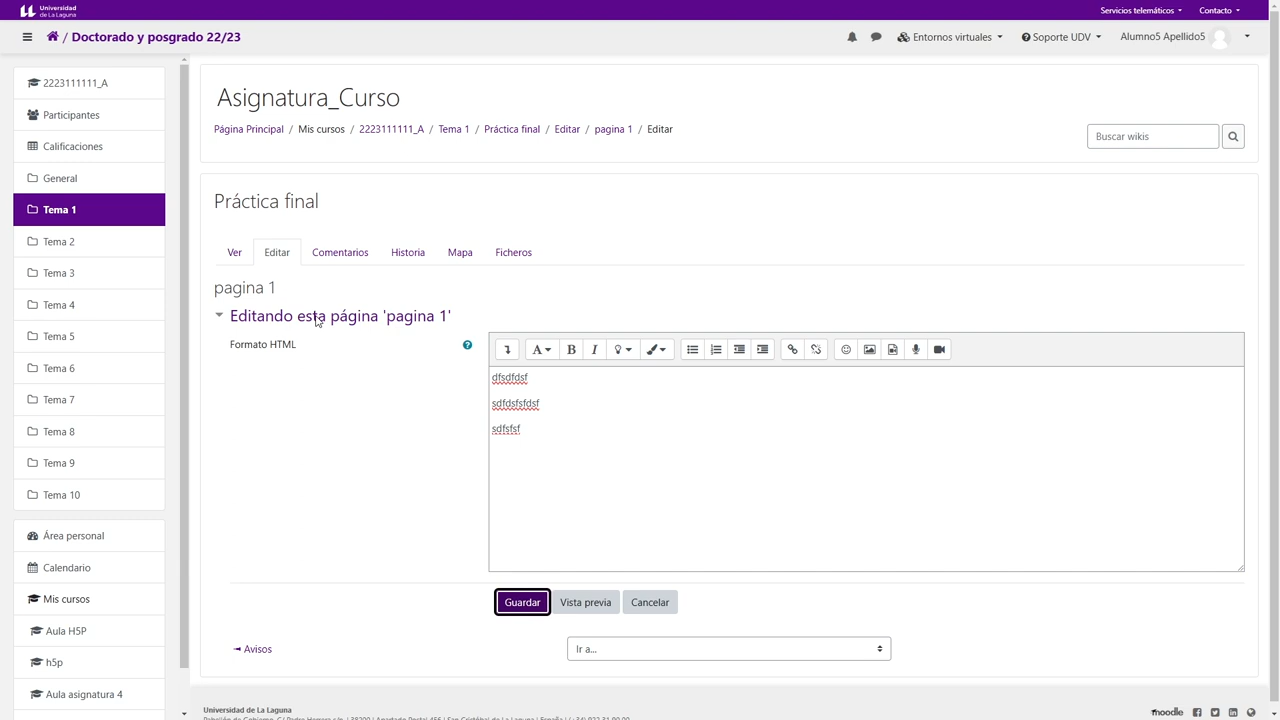 Universidad
de La Laguna
Servicios telemáticos
Contacto
/ Doctorado y posgrado 22/23
Entornos virtuales
Soporte UDV
Alumno5 Apellido5
2223111111_A
Participantes
Calificaciones
General
Tema 1
Tema 2
Tema 3
Tema 4
Tema 5
Tema 6
Tema 7
Tema 8
Tema 9
Tema 10
Área personal
Calendario
Mis cursos
Aula H5P
h5p
Aula asignatura 4
Asignatura_Curso
Página Principal / Mis cursos / 2223111111_A / Tema 1 / Práctica final / Editar / pagina 1 / Editar
Buscar wikis
Práctica final
Ver
Editar
Comentarios
Historia
Mapa
Ficheros
pagina 1
Editando esta página 'pagina 1'
Formato HTML
dfsdfdsf
sdfdsfsfdsf
sdfsfsf
Guardar
Vista previa
Cancelar
◄ Avisos
Ir a...
Universidad de La Laguna
moodle